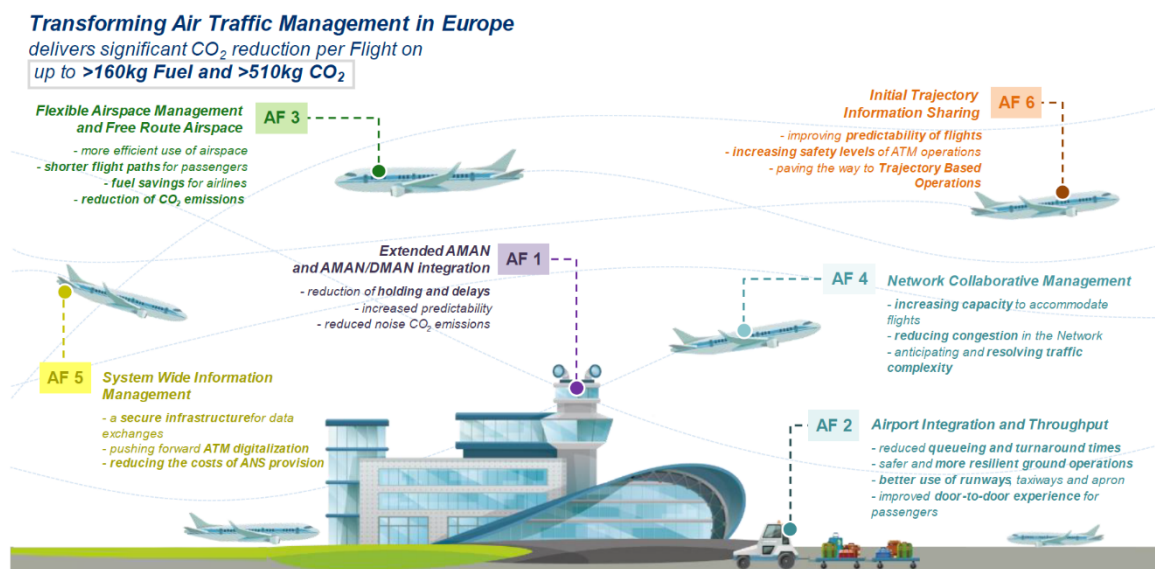 Transforming Air Traffic Management in Europe
delivers significant CO₂ reduction per Flight on
up to >160kg Fuel and >510kg CO₂
Flexible Airspace Management
and Free Route Airspace
AF 3
- more efficient use of airspace
- shorter flight paths for passengers
- fuel savings for airlines
- reduction of CO₂ emissions
Initial Trajectory
Information Sharing
AF 6
- improving predictability of flights
- increasing safety levels of ATM operations
- paving the way to Trajectory Based
Operations
Extended AMAN
and AMAN/DMAN integration
AF 1
- reduction of holding and delays
- increased predictability
- reduced noise CO₂ emissions
AF 4
Network Collaborative Management
- increasing capacity to accommodate
flights
- reducing congestion in the Network
- anticipating and resolving traffic
complexity
AF 5
System Wide Information
Management
- a secure infrastructure for data
exchanges
- pushing forward ATM digitalization
- reducing the costs of ANS provision
AF 2
Airport Integration and Throughput
- reduced queueing and turnaround times
- safer and more resilient ground operations
- better use of runways, taxiways and apron
- improved door-to-door experience for
passengers